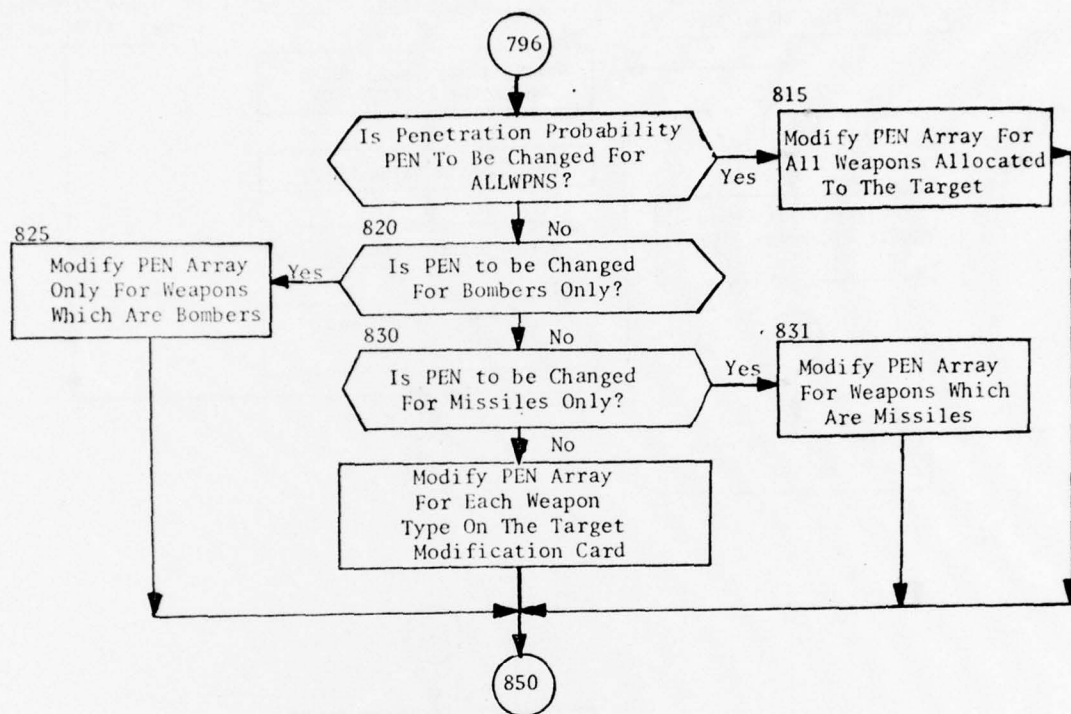 796
Is Penetration Probability
PEN To Be Changed For
ALLWPNS?
Yes
815
Modify PEN Array For
All Weapons Allocated
To The Target
No
820
Is PEN to be Changed
For Bombers Only?
Yes
825
Modify PEN Array
Only For Weapons
Which Are Bombers
No
830
Is PEN to be Changed
For Missiles Only?
Yes
831
Modify PEN Array
For Weapons Which
Are Missiles
No
Modify PEN Array
For Each Weapon
Type On The Target
Modification Card
850